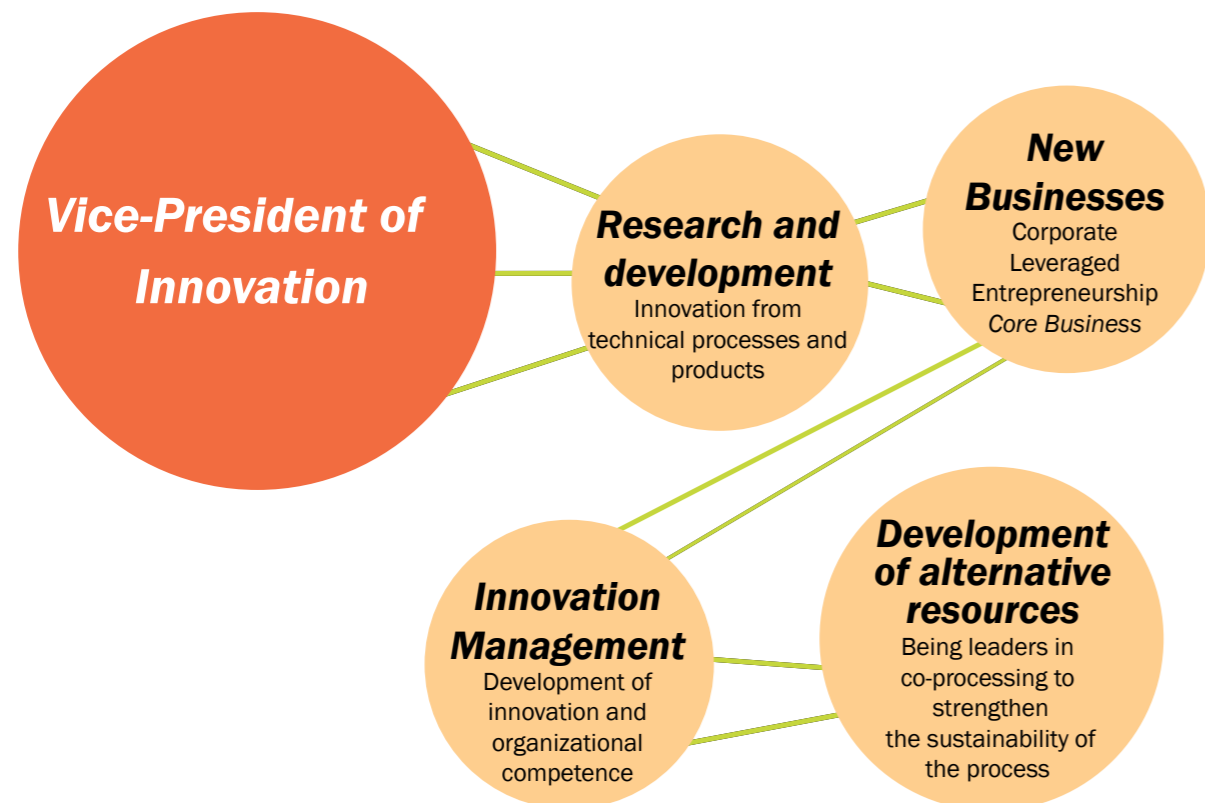 Vice-President of
Innovation
Research and
development
Innovation from
technical processes and
products
New
Businesses
Corporate
Leveraged
Entrepreneurship
Core Business
Innovation
Management
Development of
innovation and
organizational
competence
Development
of alternative
resources
Being leaders in
co-processing to
strengthen
the sustainability of
the process